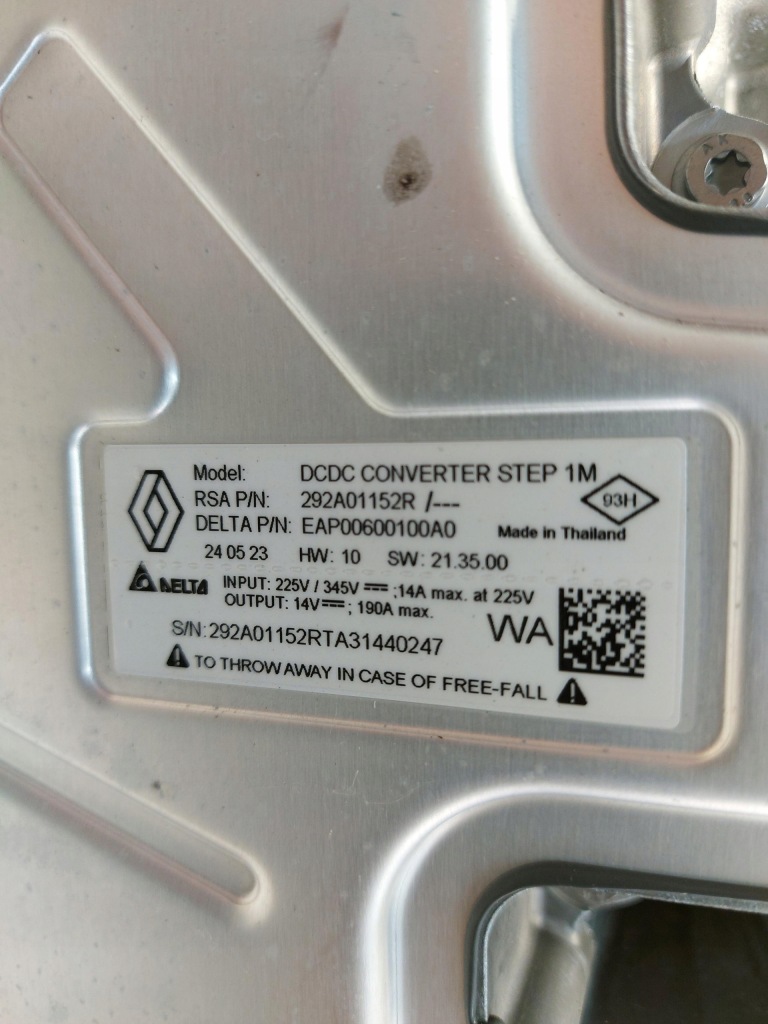 Model: DCDC CONVERTER STEP 1M
RSA P/N: 292A01152R /---
93H
DELTA P/N: EAP00600100A0
Made in Thailand
24 05 23 HW: 10 SW: 21.35.00
DELTA
INPUT: 225V / 345V ⎓ ;14A max. at 225V
OUTPUT: 14V⎓; 190A max.
WA
S/N:292A01152RTA31440247
TO THROW AWAY IN CASE OF FREE-FALL